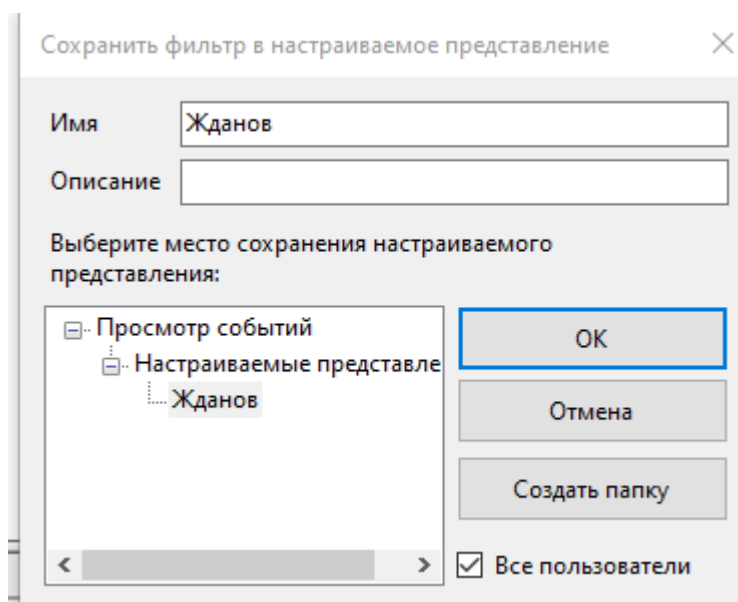 Сохранить фильтр в настраиваемое представление
Имя
Жданов
Описание
Выберите место сохранения настраиваемого
представления:
Просмотр событий
Настраиваемые представле
Жданов
ОК
Отмена
Создать папку
Все пользователи